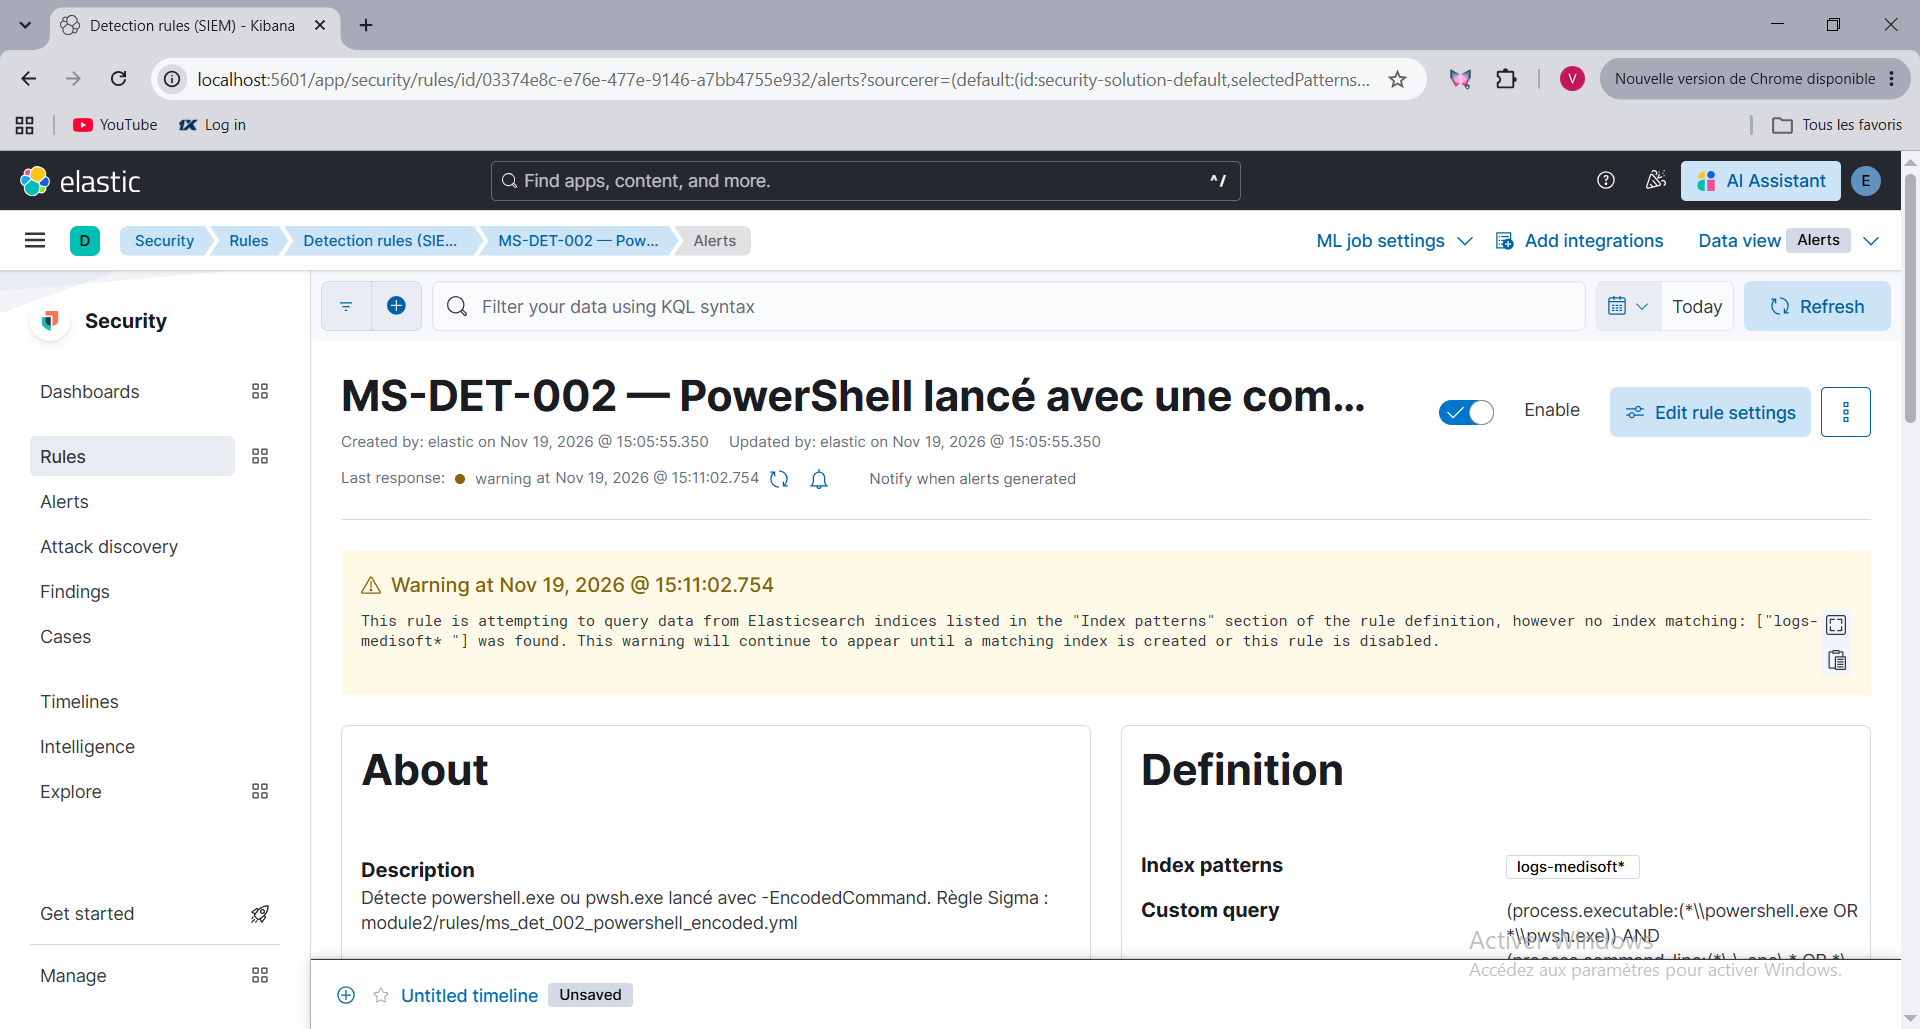 Detection rules (SIEM) - Kibana
localhost:5601/app/security/rules/id/03374e8c-e76e-477e-9146-a7bb4755e932/alerts?sourcerer=(default:(id:security-solution-default,selectedPatterns...
V
Nouvelle version de Chrome disponible
YouTube
Log in
Tous les favoris
elastic
Find apps, content, and more.
^/
AI Assistant
E
D
Security
Rules
Detection rules (SIE...
MS-DET-002 — Pow...
Alerts
ML job settings
Add integrations
Data view
Alerts
Security
Filter your data using KQL syntax
Today
Refresh
Dashboards
Rules
Alerts
Attack discovery
Findings
Cases
Timelines
Intelligence
Explore
Get started
Manage
MS-DET-002 — PowerShell lancé avec une com...
Enable
Edit rule settings
Created by: elastic on Nov 19, 2026 @ 15:05:55.350
Updated by: elastic on Nov 19, 2026 @ 15:05:55.350
Last response:
warning at Nov 19, 2026 @ 15:11:02.754
Notify when alerts generated
Warning at Nov 19, 2026 @ 15:11:02.754
This rule is attempting to query data from Elasticsearch indices listed in the "Index patterns" section of the rule definition, however no index matching: ["logs-
medisoft* "] was found. This warning will continue to appear until a matching index is created or this rule is disabled.
About
Description
Détecte powershell.exe ou pwsh.exe lancé avec -EncodedCommand. Règle Sigma :
module2/rules/ms_det_002_powershell_encoded.yml
Definition
Index patterns
logs-medisoft*
Custom query
(process.executable:(*\\powershell.exe OR
*\\pwsh.exe)) AND
Activer Windows
Accédez aux paramètres pour activer Windows.
Untitled timeline
Unsaved